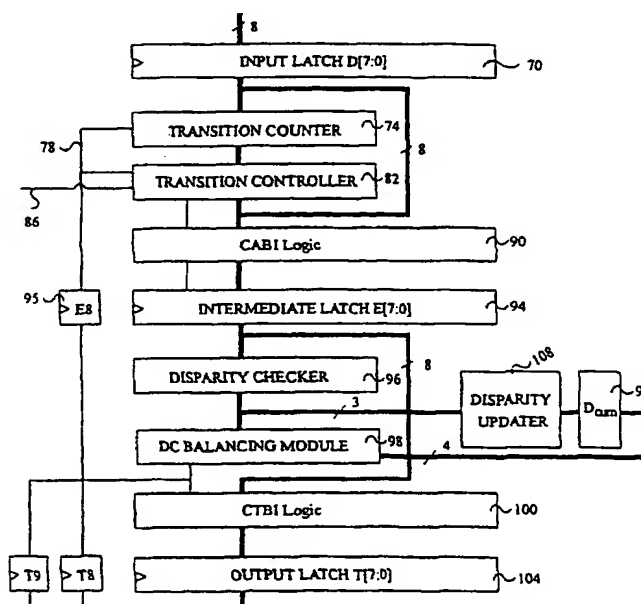 8
INPUT LATCH D[7:0]
70
TRANSITION COUNTER
74
78
8
TRANSITION CONTROLLER
82
86
CABI Logic
90
95
E8
INTERMEDIATE LATCH E[7:0]
94
108
DISPARITY CHECKER
96
8
DISPARITY
UPDATER
9
Dcum
3
DC BALANCING MODULE
98
4
CTBI Logic
100
T9
T8
OUTPUT LATCH T[7:0]
104